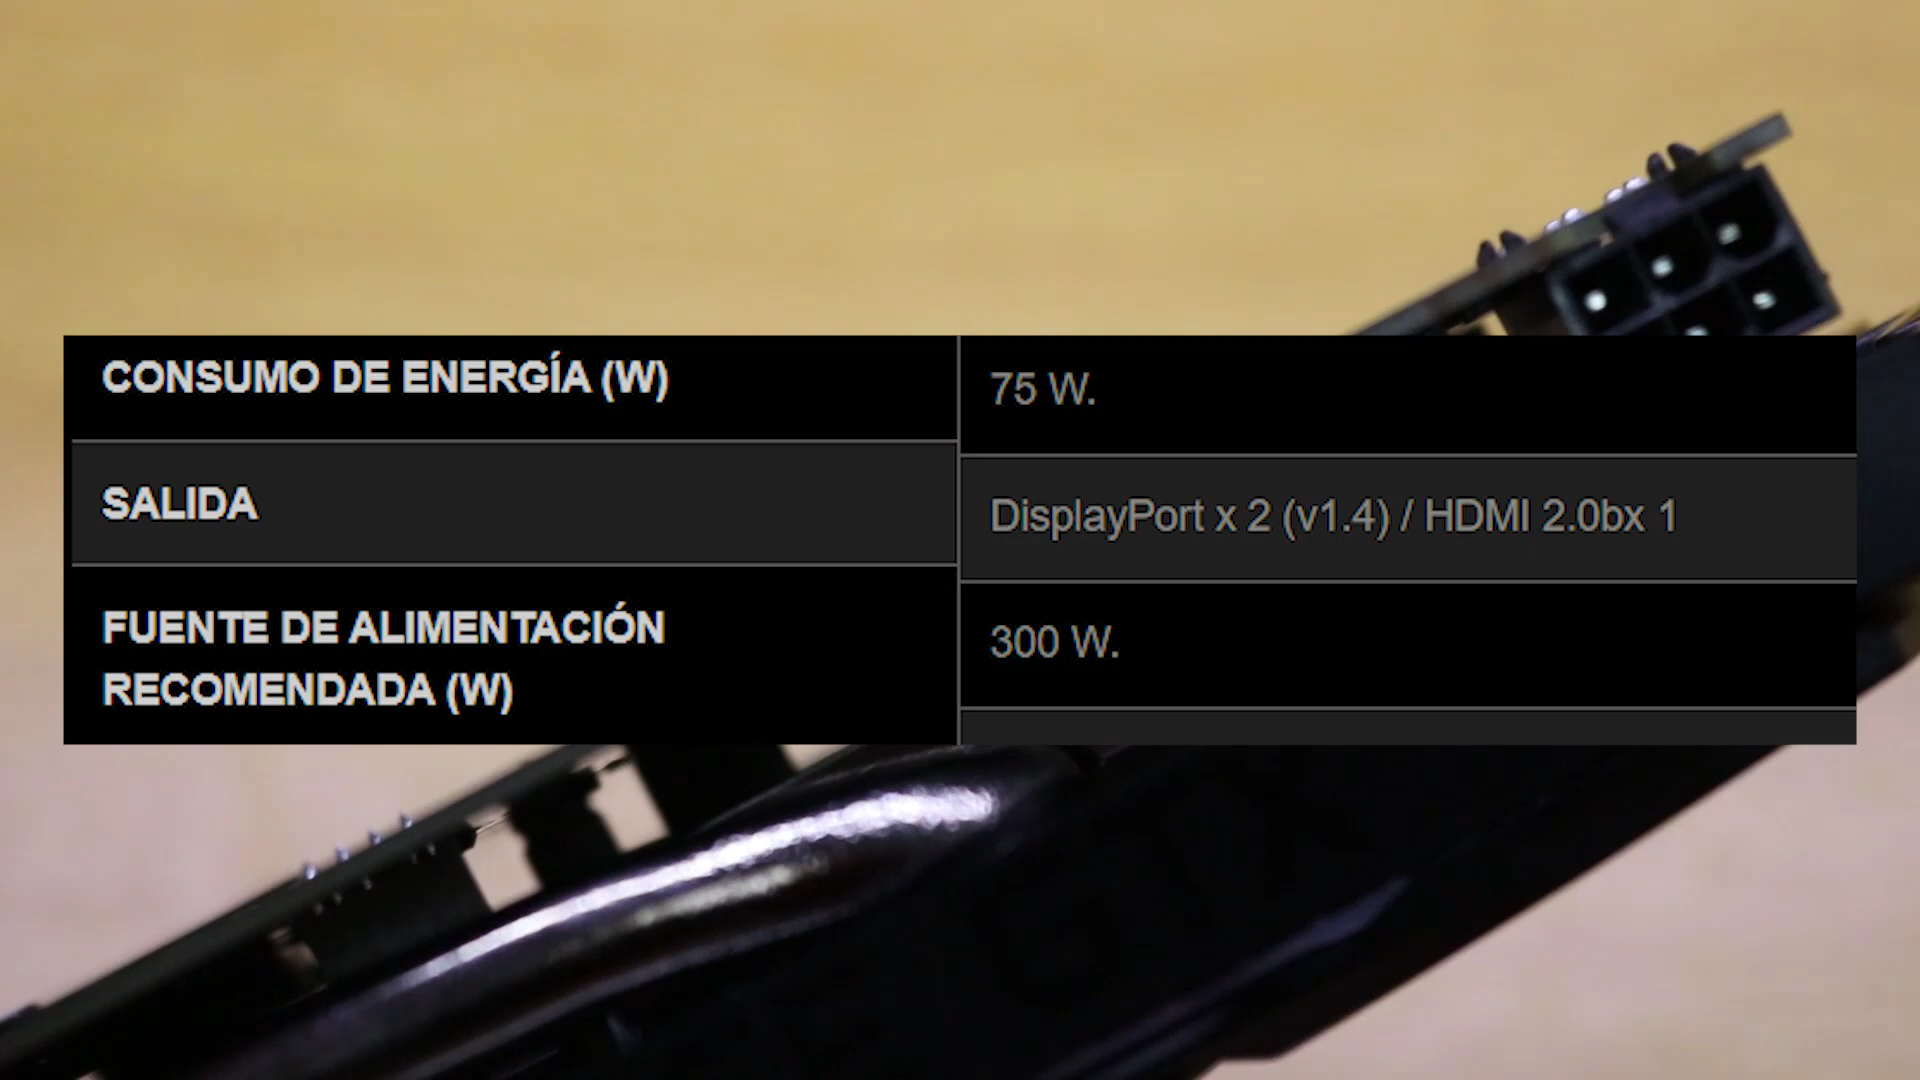 CONSUMO DE ENERGÍA (W)
75 W.
SALIDA
DisplayPort x 2 (v1.4) / HDMI 2.0bx 1
FUENTE DE ALIMENTACIÓN
RECOMENDADA (W)
300 W.